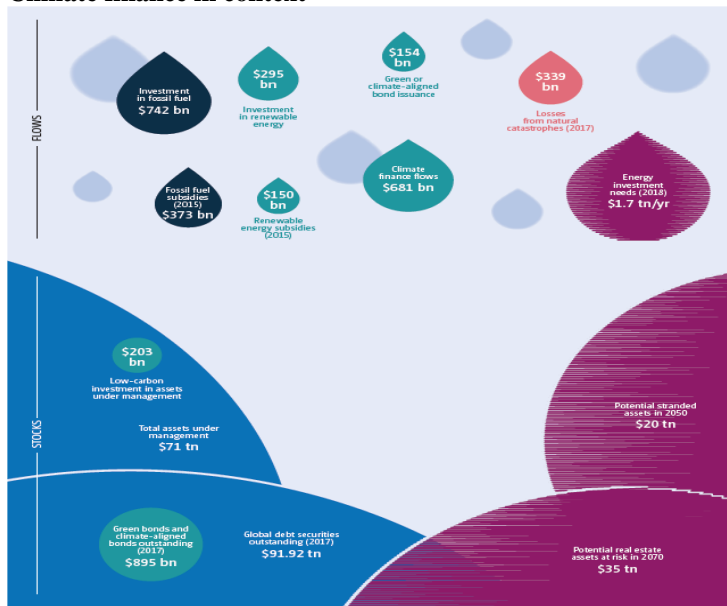 Climate finance in context
FLOWS
Investment
in fossil fuel
$742 bn
$295
bn
Investment
in renewable
energy
$154
bn
Green or
climate-aligned
bond issuance
$339
bn
Losses
from natural
catastrophes (2017)
Fossil fuel
subsidies
(2015)
$373 bn
$150
bn
Renewable
energy subsidies
(2015)
Climate
finance flows
$681 bn
Energy
investment
needs (2018)
$1.7 tn/yr
STOCKS
$203
bn
Low-carbon
investment in assets
under management
Total assets under
management
$71 tn
Potential stranded
assets in 2050
$20 tn
Green bonds and
climate-aligned
bonds outstanding
(2017)
$895 bn
Global debt securities
outstanding (2017)
$91.92 tn
Potential real estate
assets at risk in 2070
$35 tn